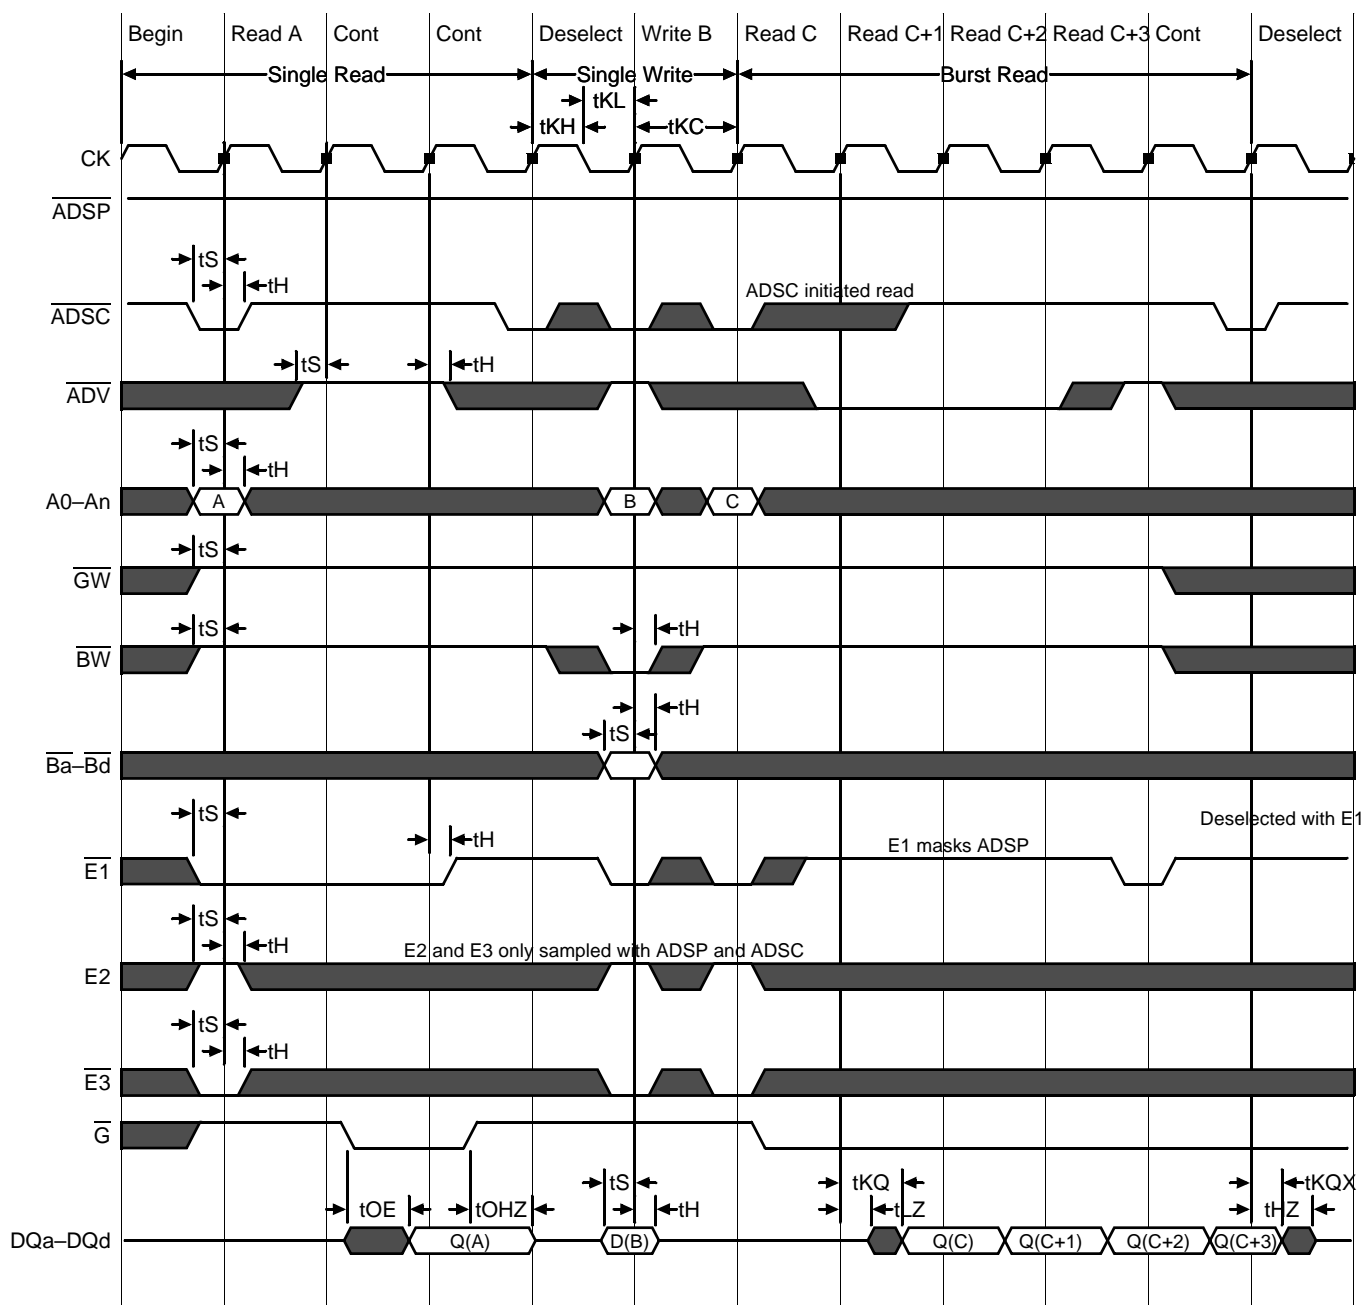 Begin Read A Cont Cont Deselect Write B Read C Read C+1 Read C+2 Read C+3 Cont Deselect
Single Read Single Write Burst Read
tKL
tKH tKC
CK
ADSP
tS
tH
ADSC initiated read
ADSC
tS tH
ADV
tS
tH
A0–An A B C
tS
GW
tS tH
BW
tH
tS
Ba–Bd
tS
Deselected with E1
tH
E1 masks ADSP
E1
tS
tH
E2 and E3 only sampled with ADSP and ADSC
E2
tS
tH
E3
G
tS tKQ tKQX
tOE tOHZ tH tLZ tHZ
DQa–DQd Q(A) D(B) Q(C) Q(C+1) Q(C+2) Q(C+3)